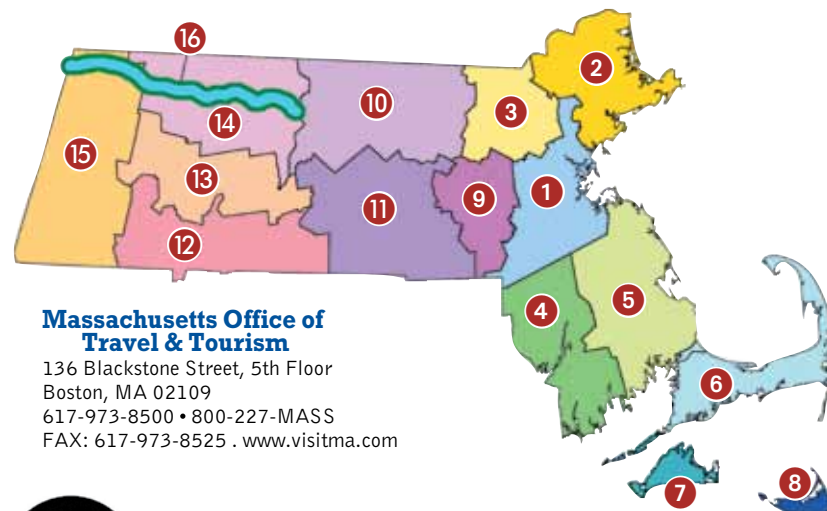 16
2
10
3
14
15
13
1
9
11
12
5
4
6
8
7
Massachusetts Office of
Travel & Tourism
136 Blackstone Street, 5th Floor
Boston, MA 02109
617-973-8500 • 800-227-MASS
FAX: 617-973-8525 . www.visitma.com